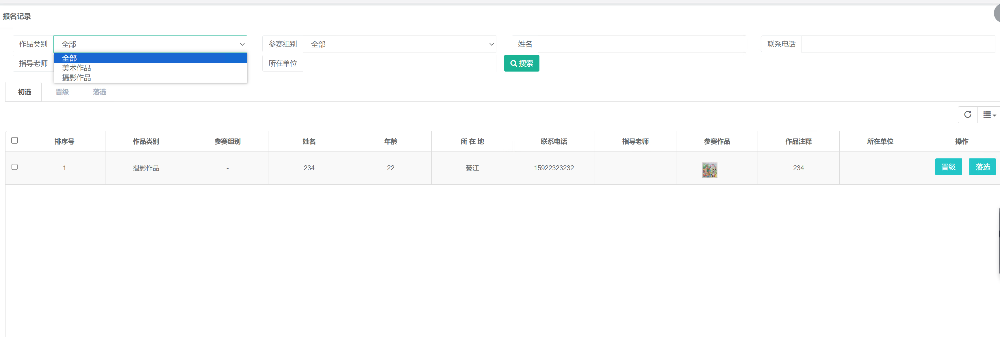 报名记录
作品类别 全部 参赛组别 全部 姓名 联系电话
全部
美术作品
摄影作品
指导老师 所在单位 搜索
初选 晋级 落选
排序号 作品类别 参赛组别 姓名 年龄 所 在 地 联系电话 指导老师 参赛作品 作品注释 所在单位 操作
1 摄影作品 - 234 22 綦江 15922323232 234 晋级 落选